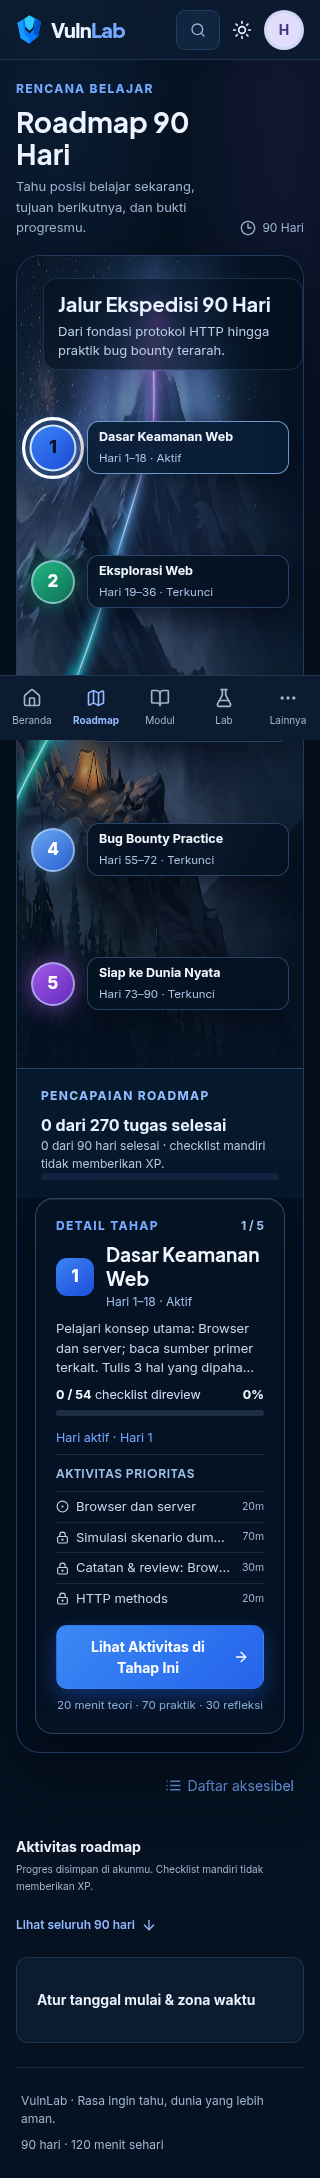 VulnLab
H
RENCANA BELAJAR
Roadmap 90
Hari
Tahu posisi belajar sekarang,
tujuan berikutnya, dan bukti
progresmu.
90 Hari
Jalur Ekspedisi 90 Hari
Dari fondasi protokol HTTP hingga
praktik bug bounty terarah.
1
Dasar Keamanan Web
Hari 1–18 · Aktif
2
Eksplorasi Web
Hari 19–36 · Terkunci
Beranda
Roadmap
Modul
Lab
Lainnya
4
Bug Bounty Practice
Hari 55–72 · Terkunci
5
Siap ke Dunia Nyata
Hari 73–90 · Terkunci
PENCAPAIAN ROADMAP
0 dari 270 tugas selesai
0 dari 90 hari selesai · checklist mandiri
tidak memberikan XP.
DETAIL TAHAP
1 / 5
1
Dasar Keamanan
Web
Hari 1–18 · Aktif
Pelajari konsep utama: Browser
dan server; baca sumber primer
terkait. Tulis 3 hal yang dipaha...
0 / 54 checklist direview
0%
Hari aktif · Hari 1
AKTIVITAS PRIORITAS
Browser dan server
20m
Simulasi skenario dum...
70m
Catatan & review: Brow...
30m
HTTP methods
20m
Lihat Aktivitas di
Tahap Ini
20 menit teori · 70 praktik · 30 refleksi
Daftar aksesibel
Aktivitas roadmap
Progres disimpan di akunmu. Checklist mandiri tidak
memberikan XP.
Lihat seluruh 90 hari
Atur tanggal mulai & zona waktu
VulnLab · Rasa ingin tahu, dunia yang lebih
aman.
90 hari · 120 menit sehari